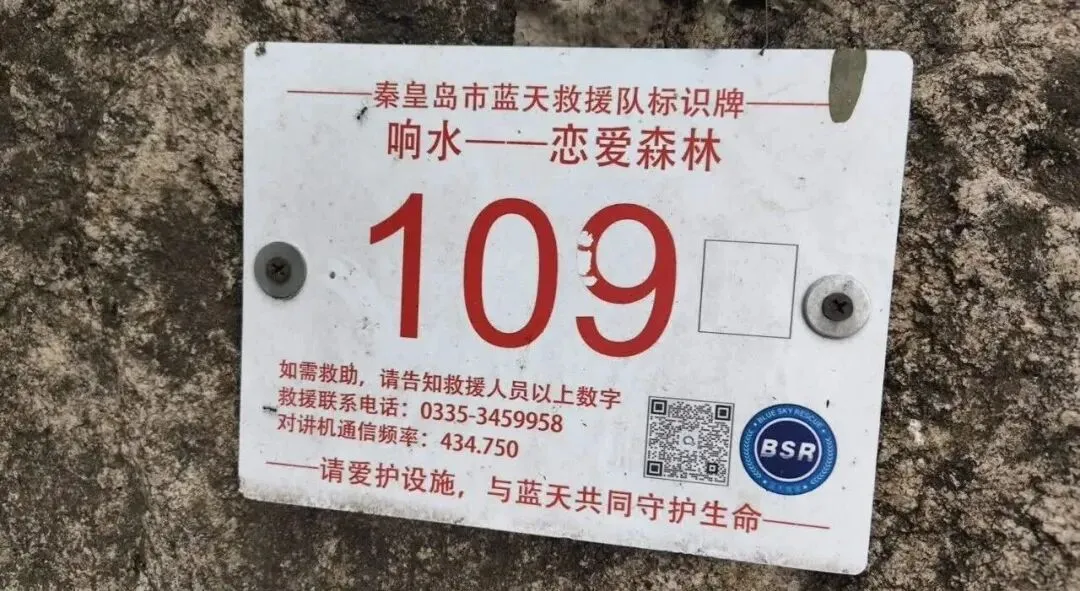 秦皇岛市蓝天救援队标识牌
响水——恋爱森林
109
如需救助，请告知救援人员以上数字
救援联系电话：0335-3459958
对讲机通信频率：434.750
BLUE SKY RESCUE
BSR
——请爱护设施，与蓝天共同守护生命——